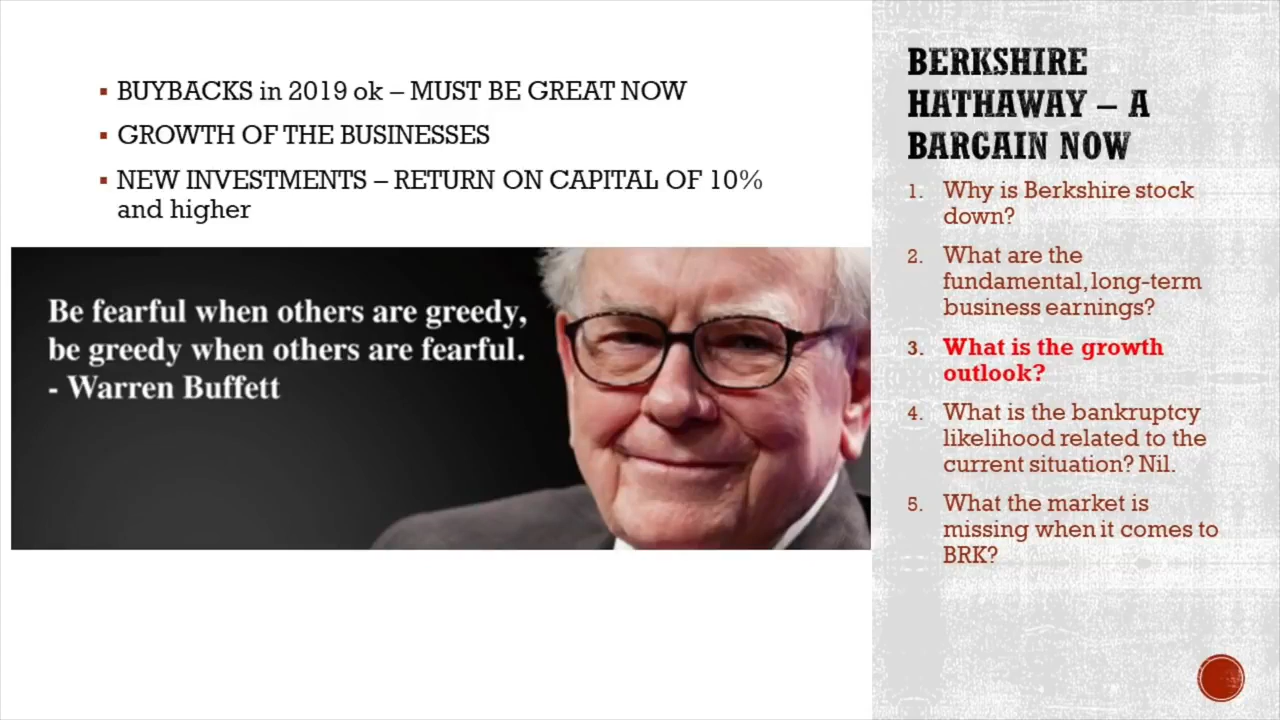 ▪ BUYBACKS in 2019 ok – MUST BE GREAT NOW
▪ GROWTH OF THE BUSINESSES
▪ NEW INVESTMENTS – RETURN ON CAPITAL OF 10%
and higher
Be fearful when others are greedy,
be greedy when others are fearful.
- Warren Buffett
BERKSHIRE
HATHAWAY – A
BARGAIN NOW
1. Why is Berkshire stock
down?
2. What are the
fundamental, long-term
business earnings?
3. What is the growth
outlook?
4. What is the bankruptcy
likelihood related to the
current situation? Nil.
5. What the market is
missing when it comes to
BRK?